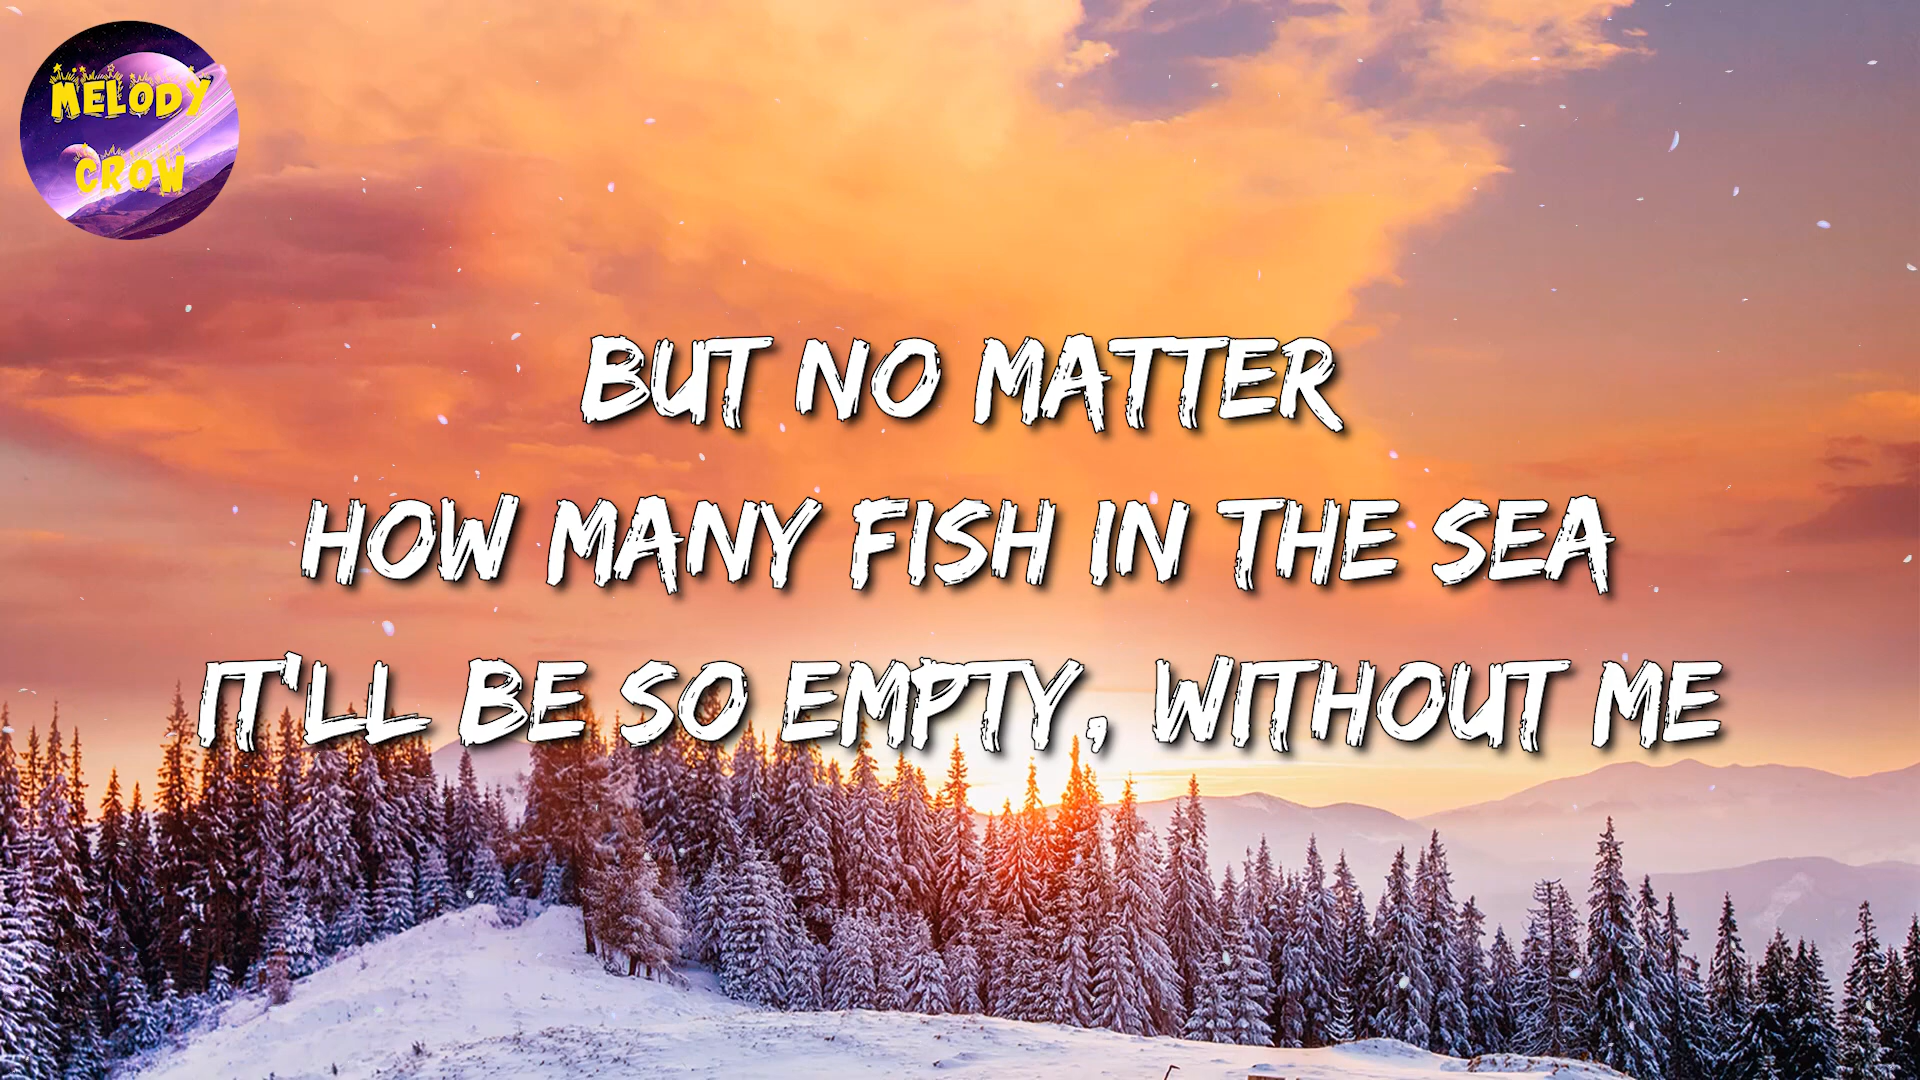 MELODY
CROW
BUT NO MATTER
HOW MANY FISH IN THE SEA
IT'LL BE SO EMPTY, WITHOUT ME